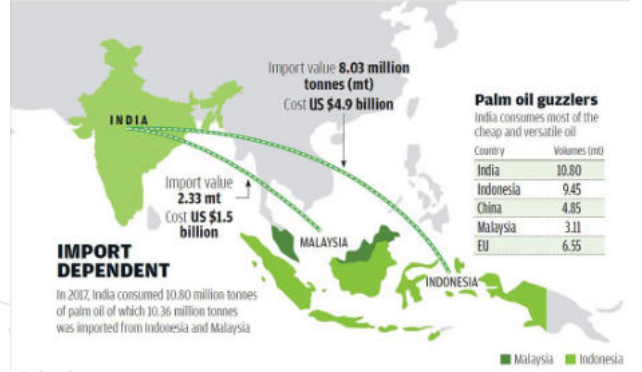 Import value 8.03 million
tonnes (mt)
Cost US $4.9 billion
INDIA
Import value
2.33 mt
Cost US $1.5
billion
MALAYSIA
INDONESIA
Palm oil guzzlers
India consumes most of the
cheap and versatile oil
Country Volumes (mt)
India 10.80
Indonesia 9.45
China 4.85
Malaysia 3.11
EU 6.55
IMPORT
DEPENDENT
In 2017, India consumed 10.80 million tonnes
of palm oil of which 10.36 million tonnes
was imported from Indonesia and Malaysia
Malaysia Indonesia